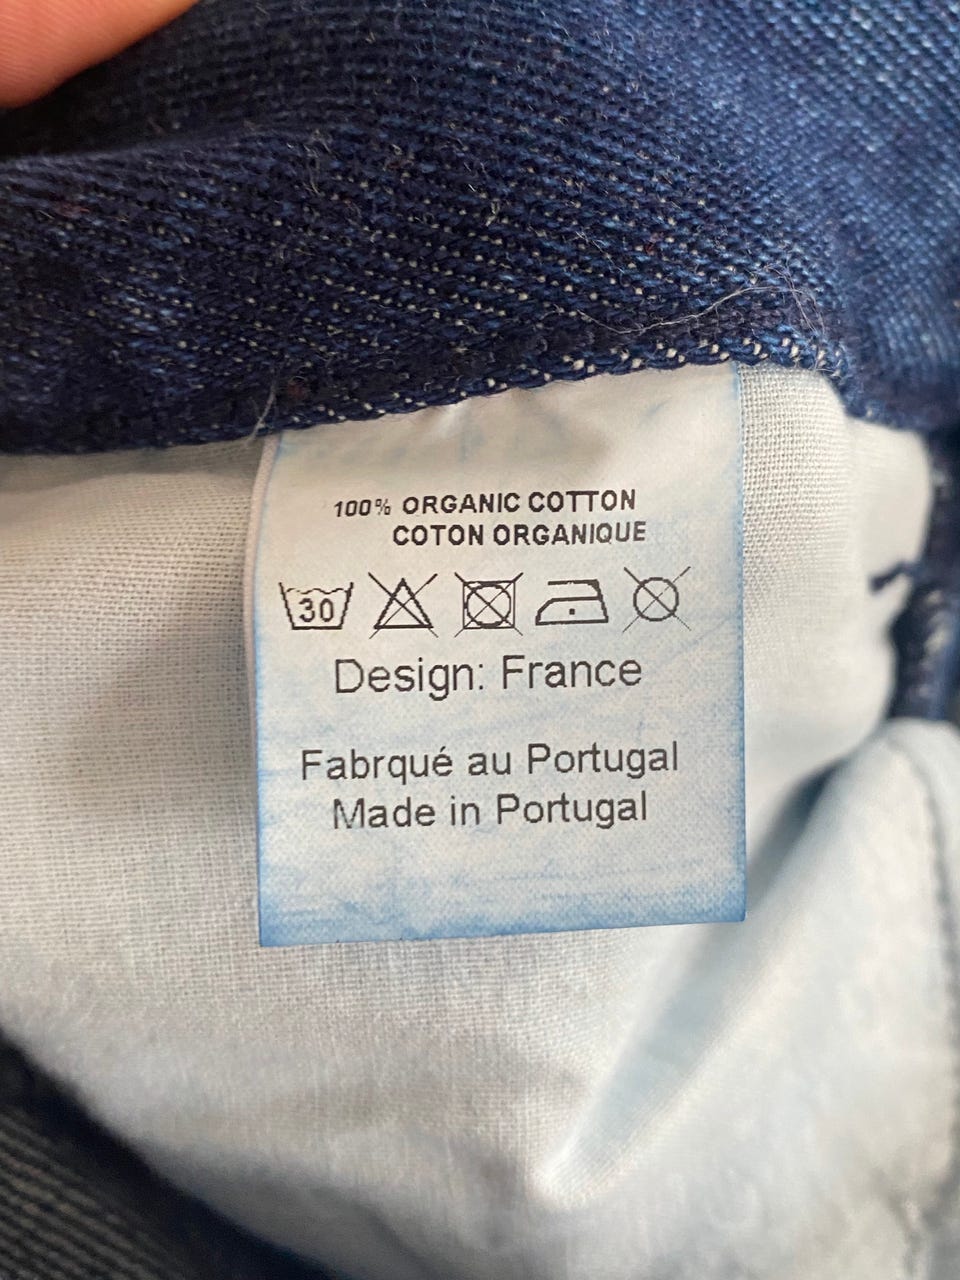 100% ORGANIC COTTON
COTON ORGANIQUE
30
Design: France
Fabrqué au Portugal
Made in Portugal